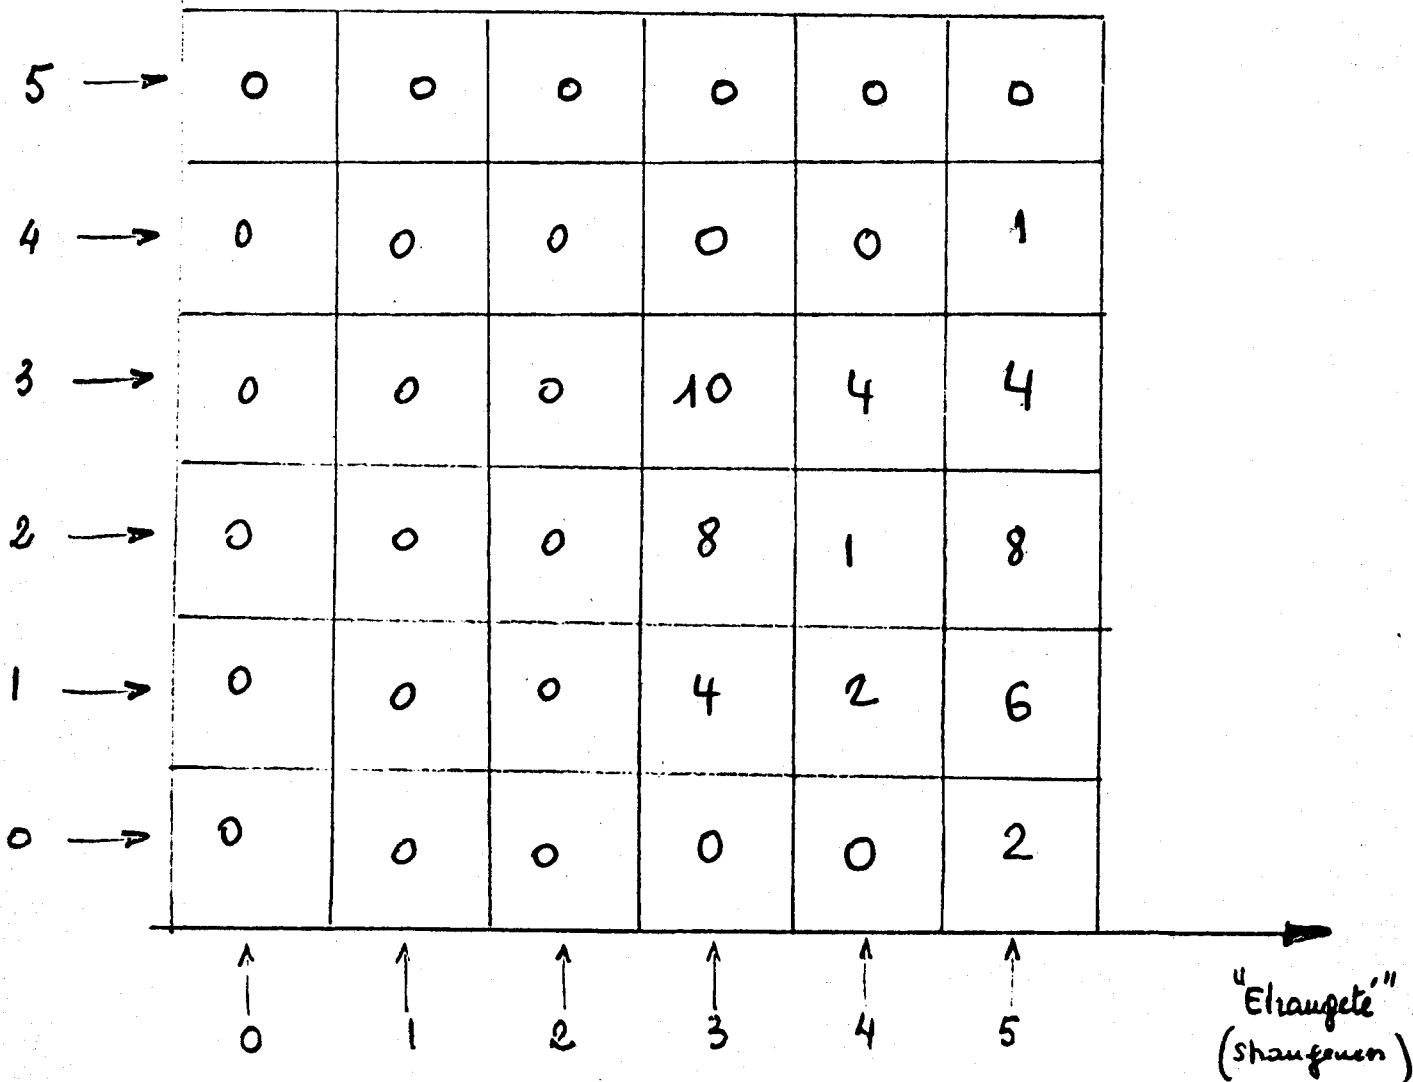 5 → 0 0 0 0 0 0
4 → 0 0 0 0 0 1
3 → 0 0 0 10 4 4
2 → 0 0 0 8 1 8
1 → 0 0 0 4 2 6
0 → 0 0 0 0 0 2
0 1 2 3 4 5
"Etrangeté"
(strangeness)